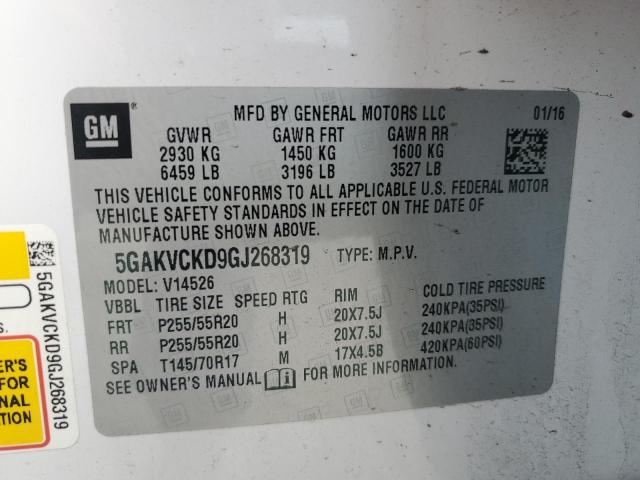 GM
MFD BY GENERAL MOTORS LLC 01/16
GVWR GAWR FRT GAWR RR
2930 KG 1450 KG 1600 KG
6459 LB 3196 LB 3527 LB
THIS VEHICLE CONFORMS TO ALL APPLICABLE U.S. FEDERAL MOTOR
VEHICLE SAFETY STANDARDS IN EFFECT ON THE DATE OF
MANUFACTURE SHOWN ABOVE.
5GAKVCKD9GJ268319 TYPE: M.P.V.
MODEL: V14526
VBBL TIRE SIZE SPEED RTG RIM COLD TIRE PRESSURE
FRT P255/55R20 H 20X7.5J 240KPA(35PSI)
RR P255/55R20 H 20X7.5J 240KPA(35PSI)
SPA T145/70R17 M 17X4.5B 420KPA(60PSI)
SEE OWNER'S MANUAL FOR MORE INFORMATION.
5GAKVCKD9GJ268319
s.
ER'S
FOR
NAL
ATION